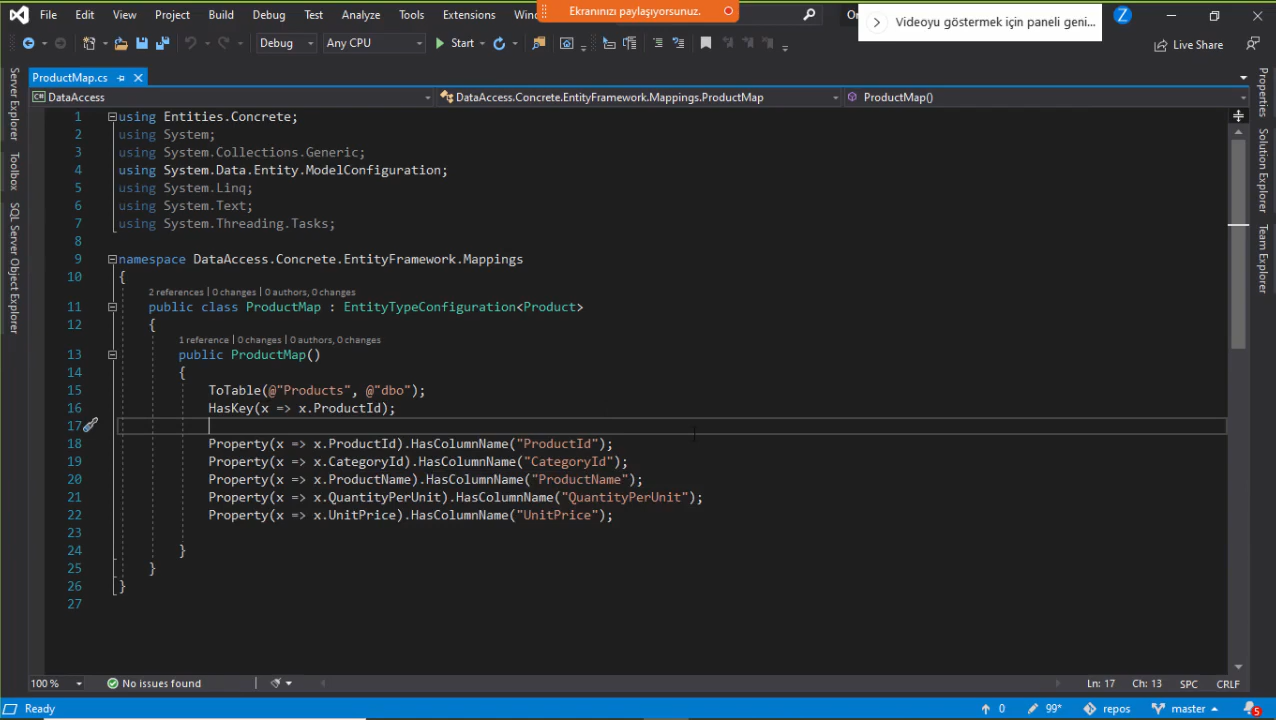 File Edit View Project Build Debug Test Analyze Tools Extensions
Ekranınızı paylaşıyorsunuz.
Videoyu göstermek için paneli geni...
Z
Debug Any CPU Start Live Share
ProductMap.cs
DataAccess DataAccess.Concrete.EntityFramework.Mappings.ProductMap ProductMap()
Server Explorer
Toolbox
SQL Server Object Explorer
1 using Entities.Concrete;
2 using System;
3 using System.Collections.Generic;
4 using System.Data.Entity.ModelConfiguration;
5 using System.Linq;
6 using System.Text;
7 using System.Threading.Tasks;
8
9 namespace DataAccess.Concrete.EntityFramework.Mappings
10 {
2 references | 0 changes | 0 authors, 0 changes
11 public class ProductMap : EntityTypeConfiguration<Product>
12 {
1 reference | 0 changes | 0 authors, 0 changes
13 public ProductMap()
14 {
15 ToTable(@"Products", @"dbo");
16 HasKey(x => x.ProductId);
17
18 Property(x => x.ProductId).HasColumnName("ProductId");
19 Property(x => x.CategoryId).HasColumnName("CategoryId");
20 Property(x => x.ProductName).HasColumnName("ProductName");
21 Property(x => x.QuantityPerUnit).HasColumnName("QuantityPerUnit");
22 Property(x => x.UnitPrice).HasColumnName("UnitPrice");
23
24 }
25 }
26 }
27
Properties
Solution Explorer
Team Explorer
100 % No issues found Ln: 17 Ch: 13 SPC CRLF
Ready 0 99* repos master 5